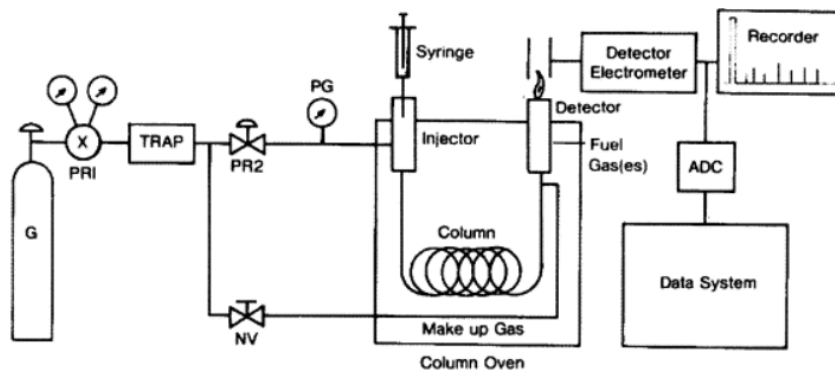 Syringe
Detector
Electrometer
Recorder
PG
Detector
Injector
Fuel
Gas(es)
X
PRI
TRAP
PR2
ADC
G
Column
Data System
NV
Make up Gas
Column Oven